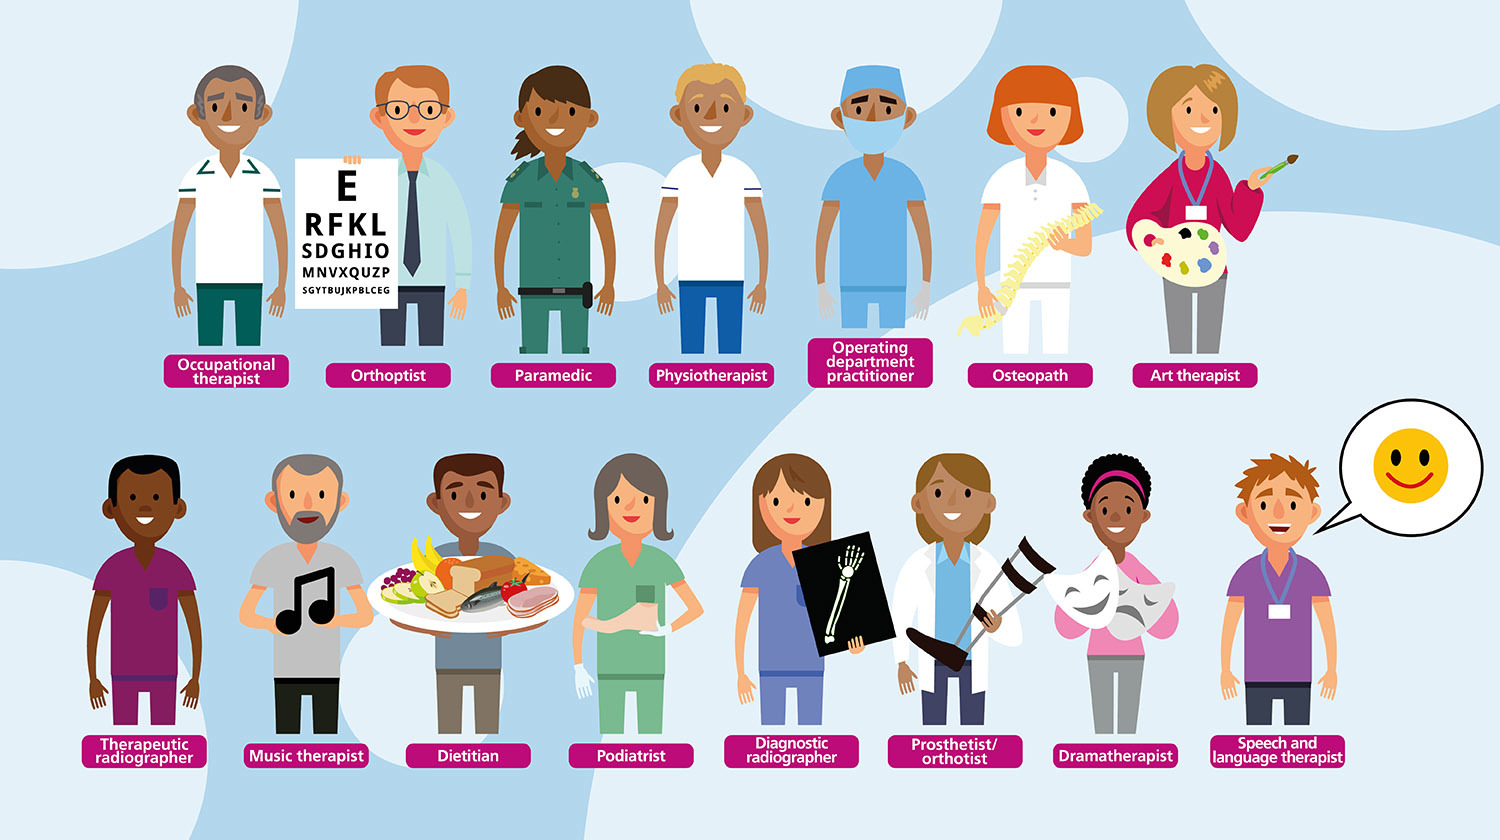 E
RFKL
SDGHIO
MNVXQUZP
SGYTBUJKPBLCEG
Occupational
therapist
Orthoptist
Paramedic
Physiotherapist
Operating
department
practitioner
Osteopath
Art therapist
Therapeutic
radiographer
Music therapist
Dietitian
Podiatrist
Diagnostic
radiographer
Prosthetist/
orthotist
Dramatherapist
Speech and
language therapist